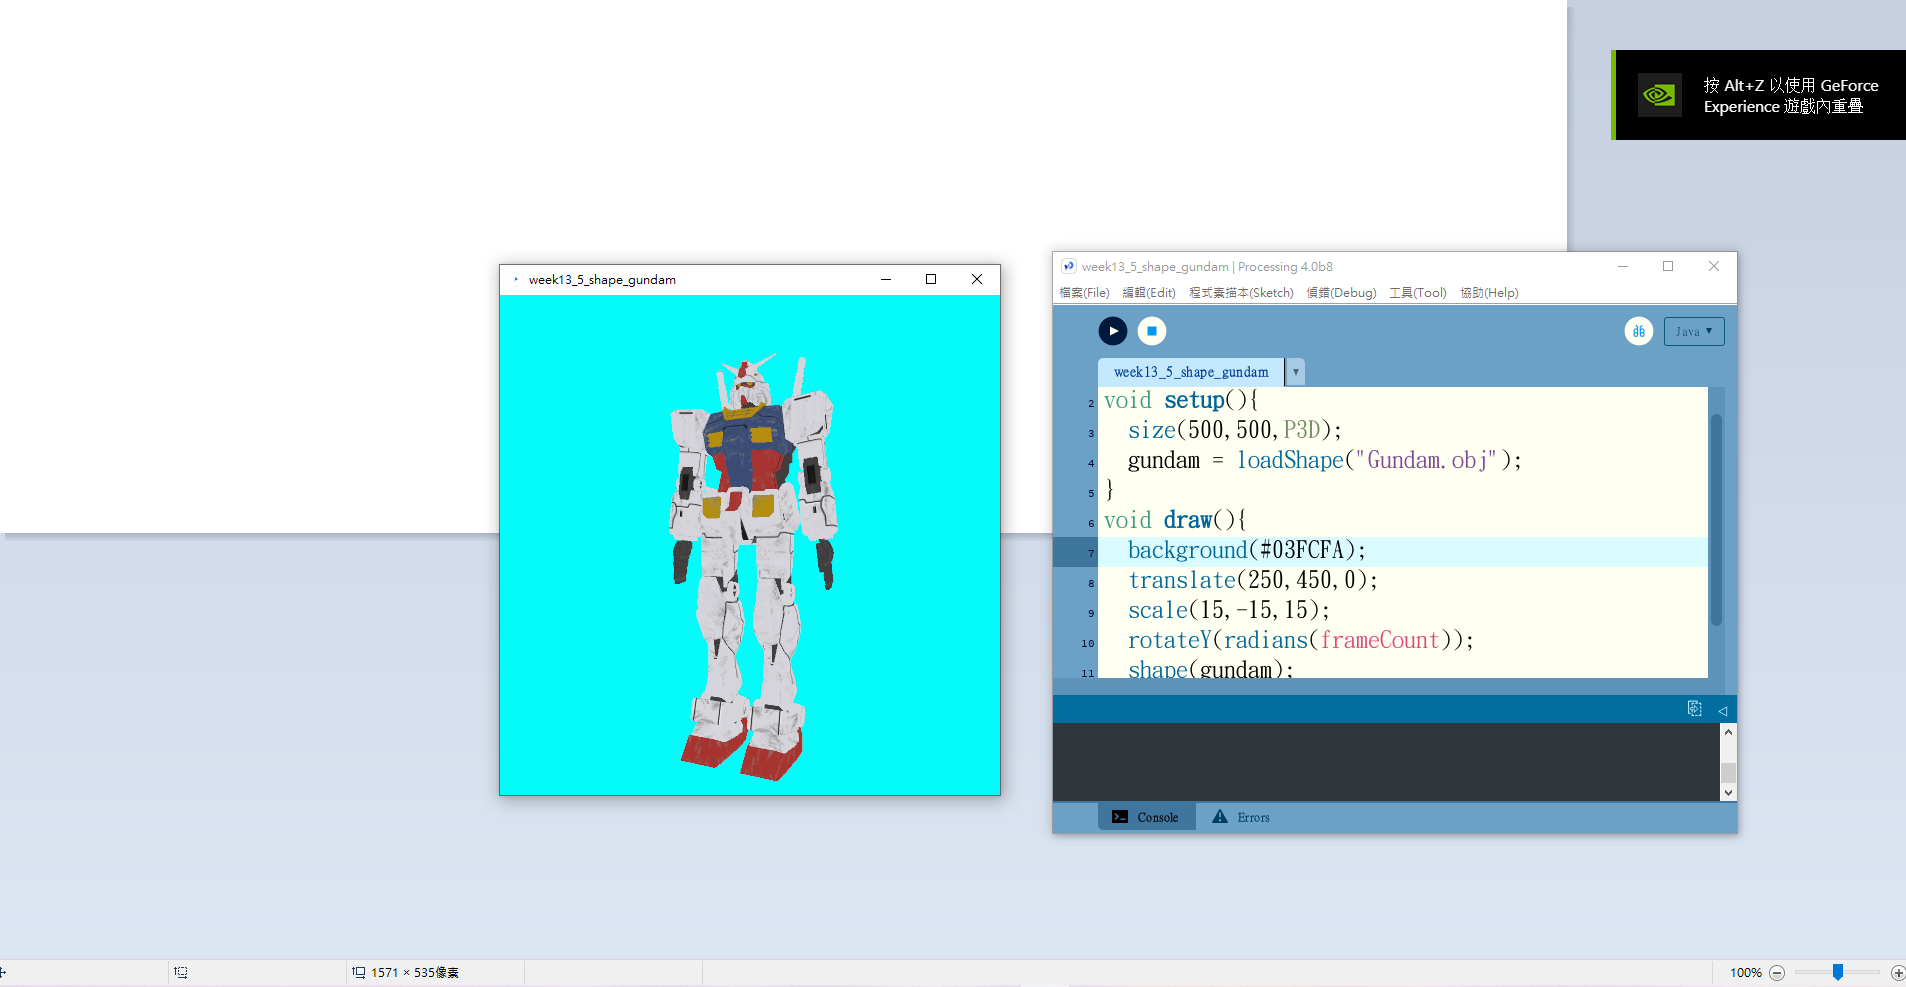 按 Alt+Z 以使用 GeForce
Experience 遊戲內重疊
week13_5_shape_gundam
week13_5_shape_gundam | Processing 4.0b8
檔案(File) 編輯(Edit) 程式素描本(Sketch) 偵錯(Debug) 工具(Tool) 協助(Help)
Java ▼
week13_5_shape_gundam ▼
2 void setup(){
3 size(500,500,P3D);
4 gundam = loadShape("Gundam.obj");
5 }
6 void draw(){
7 background(#03FCFA);
8 translate(250,450,0);
9 scale(15,-15,15);
10 rotateY(radians(frameCount));
11 shape(gundam);
Console Errors
1571 × 535像素
100%